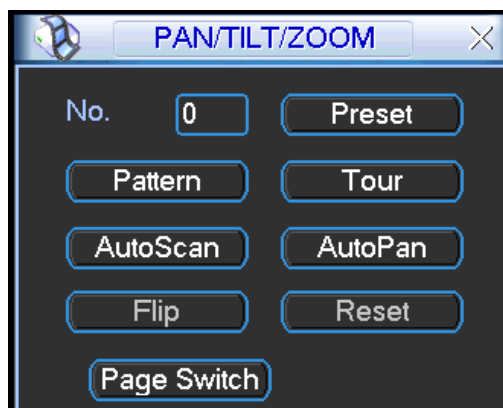 PAN/TILT/ZOOM
No. 0 Preset
Pattern Tour
AutoScan AutoPan
Flip Reset
Page Switch